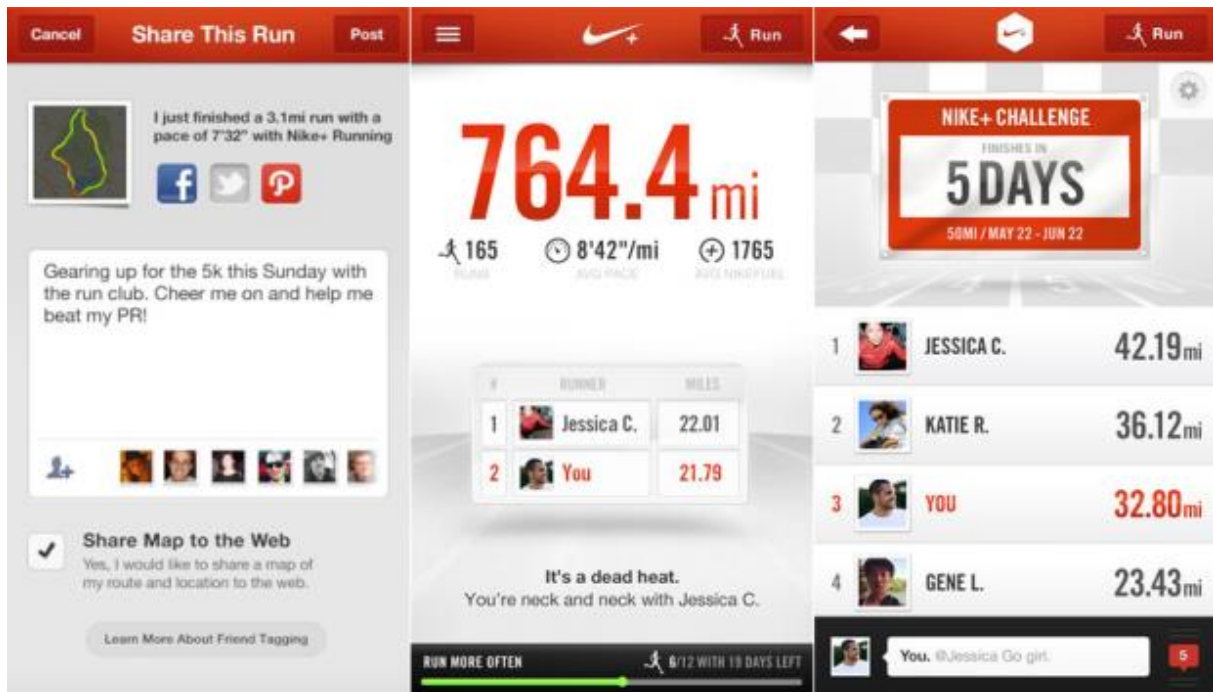 Cancel
Share This Run
Post
I just finished a 3.1mi run with a
pace of 7'32" with Nike+ Running
Gearing up for the 5k this Sunday with
the run club. Cheer me on and help me
beat my PR!
Share Map to the Web
Yes, I would like to share a map of
my route and location to the web.
Learn More About Friend Tagging
Run
764.4 mi
165
8'42"/mi
1765
RUNS
AVG PACE
AVG NIKEFUEL
# RUNNER MILES
1 Jessica C. 22.01
2 You 21.79
It's a dead heat.
You're neck and neck with Jessica C.
RUN MORE OFTEN
6/12 WITH 19 DAYS LEFT
Run
NIKE+ CHALLENGE
FINISHES IN
5 DAYS
50MI / MAY 22 - JUN 22
1 JESSICA C. 42.19mi
2 KATIE R. 36.12mi
3 YOU 32.80mi
4 GENE L. 23.43mi
You. @Jessica Go girl.
5